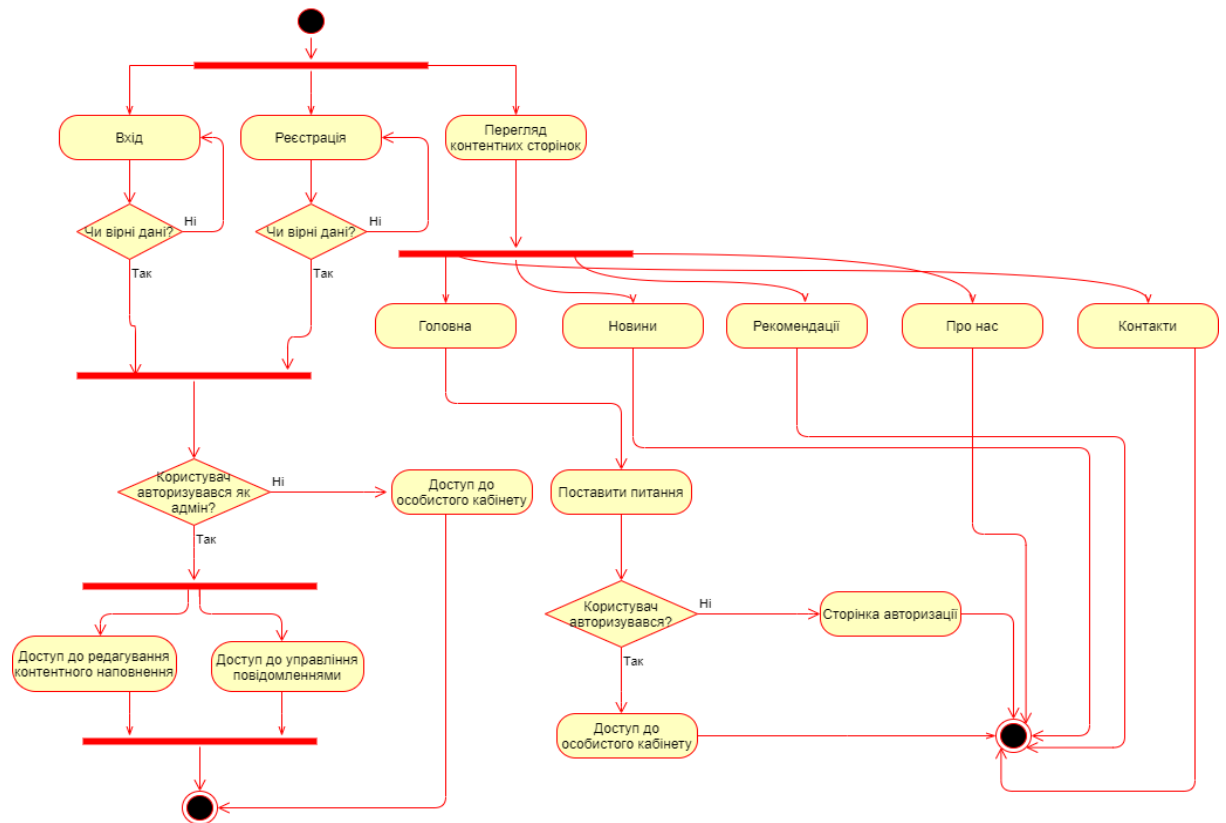 Вхід
Реєстрація
Перегляд
контентних сторінок
Чи вірні дані?
Ні
Чи вірні дані?
Ні
Так
Так
Головна
Новини
Рекомендації
Про нас
Контакти
Користувач
авторизувався як
адмін?
Ні
Доступ до
особистого кабінету
Поставити питання
Так
Користувач
авторизувався?
Ні
Сторінка авторизації
Доступ до редагування
контентного наповнення
Доступ до управління
повідомленнями
Так
Доступ до
особистого кабінету